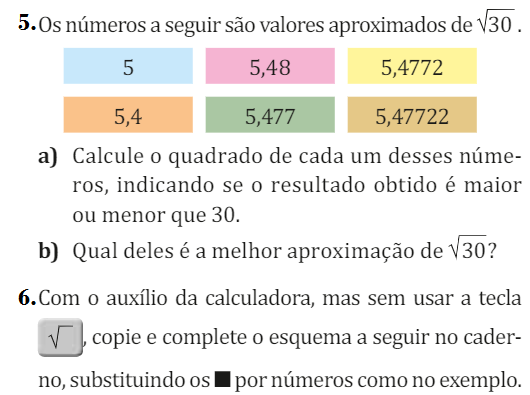 5. Os números a seguir são valores aproximados de √30 .
5 5,48 5,4772
5,4 5,477 5,47722
a) Calcule o quadrado de cada um desses núme-
ros, indicando se o resultado obtido é maior
ou menor que 30.
b) Qual deles é a melhor aproximação de √30?
6. Com o auxílio da calculadora, mas sem usar a tecla
√ , copie e complete o esquema a seguir no cader-
no, substituindo os ■ por números como no exemplo.